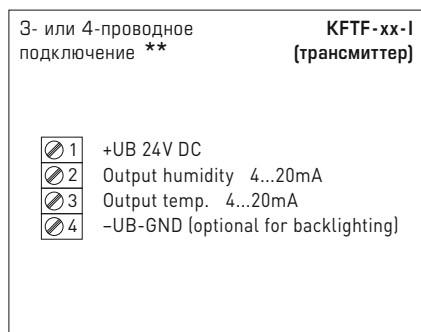 3- или 4-проводное KFTF-xx-I
подключение ** (трансмиттер)
1 +UB 24V DC
2 Output humidity 4...20mA
3 Output temp. 4...20mA
4 –UB-GND (optional for backlighting)